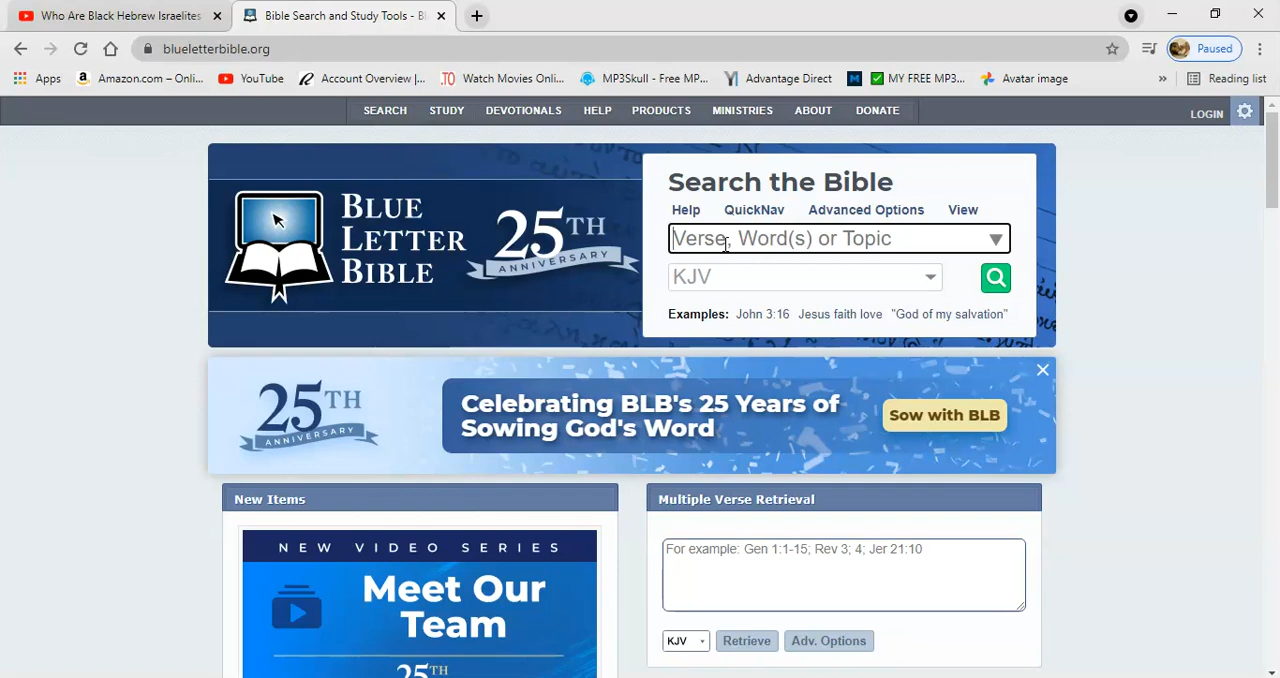 Who Are Black Hebrew Israelites
Bible Search and Study Tools - Bl
blueletterbible.org
Paused
Apps
Amazon.com – Onli...
YouTube
Account Overview |...
Watch Movies Onli...
MP3Skull - Free MP...
Advantage Direct
MY FREE MP3...
Avatar image
»
Reading list
SEARCH
STUDY
DEVOTIONALS
HELP
PRODUCTS
MINISTRIES
ABOUT
DONATE
LOGIN
BLUE
LETTER
BIBLE
25TH
ANNIVERSARY
Search the Bible
Help
QuickNav
Advanced Options
View
Verse, Word(s) or Topic
KJV
Examples: John 3:16 Jesus faith love "God of my salvation"
25TH
ANNIVERSARY
Celebrating BLB's 25 Years of
Sowing God's Word
Sow with BLB
New Items
NEW VIDEO SERIES
Meet Our
Team
25TH
Multiple Verse Retrieval
For example: Gen 1:1-15; Rev 3; 4; Jer 21:10
KJV
Retrieve
Adv. Options